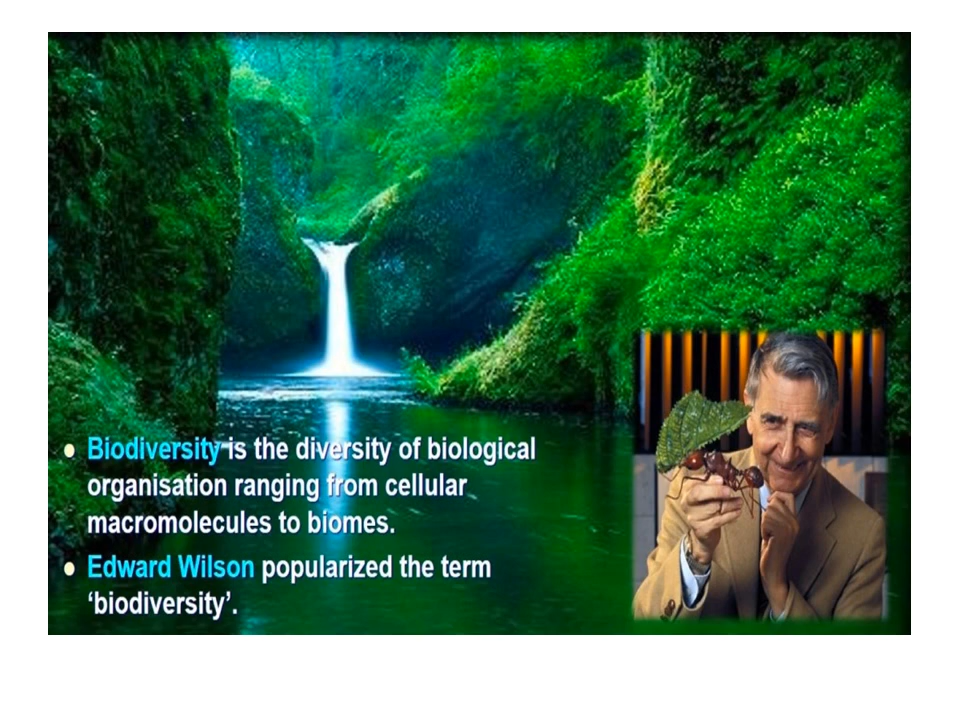 • Biodiversity is the diversity of biological
organisation ranging from cellular
macromolecules to biomes.
• Edward Wilson popularized the term
‘biodiversity’.